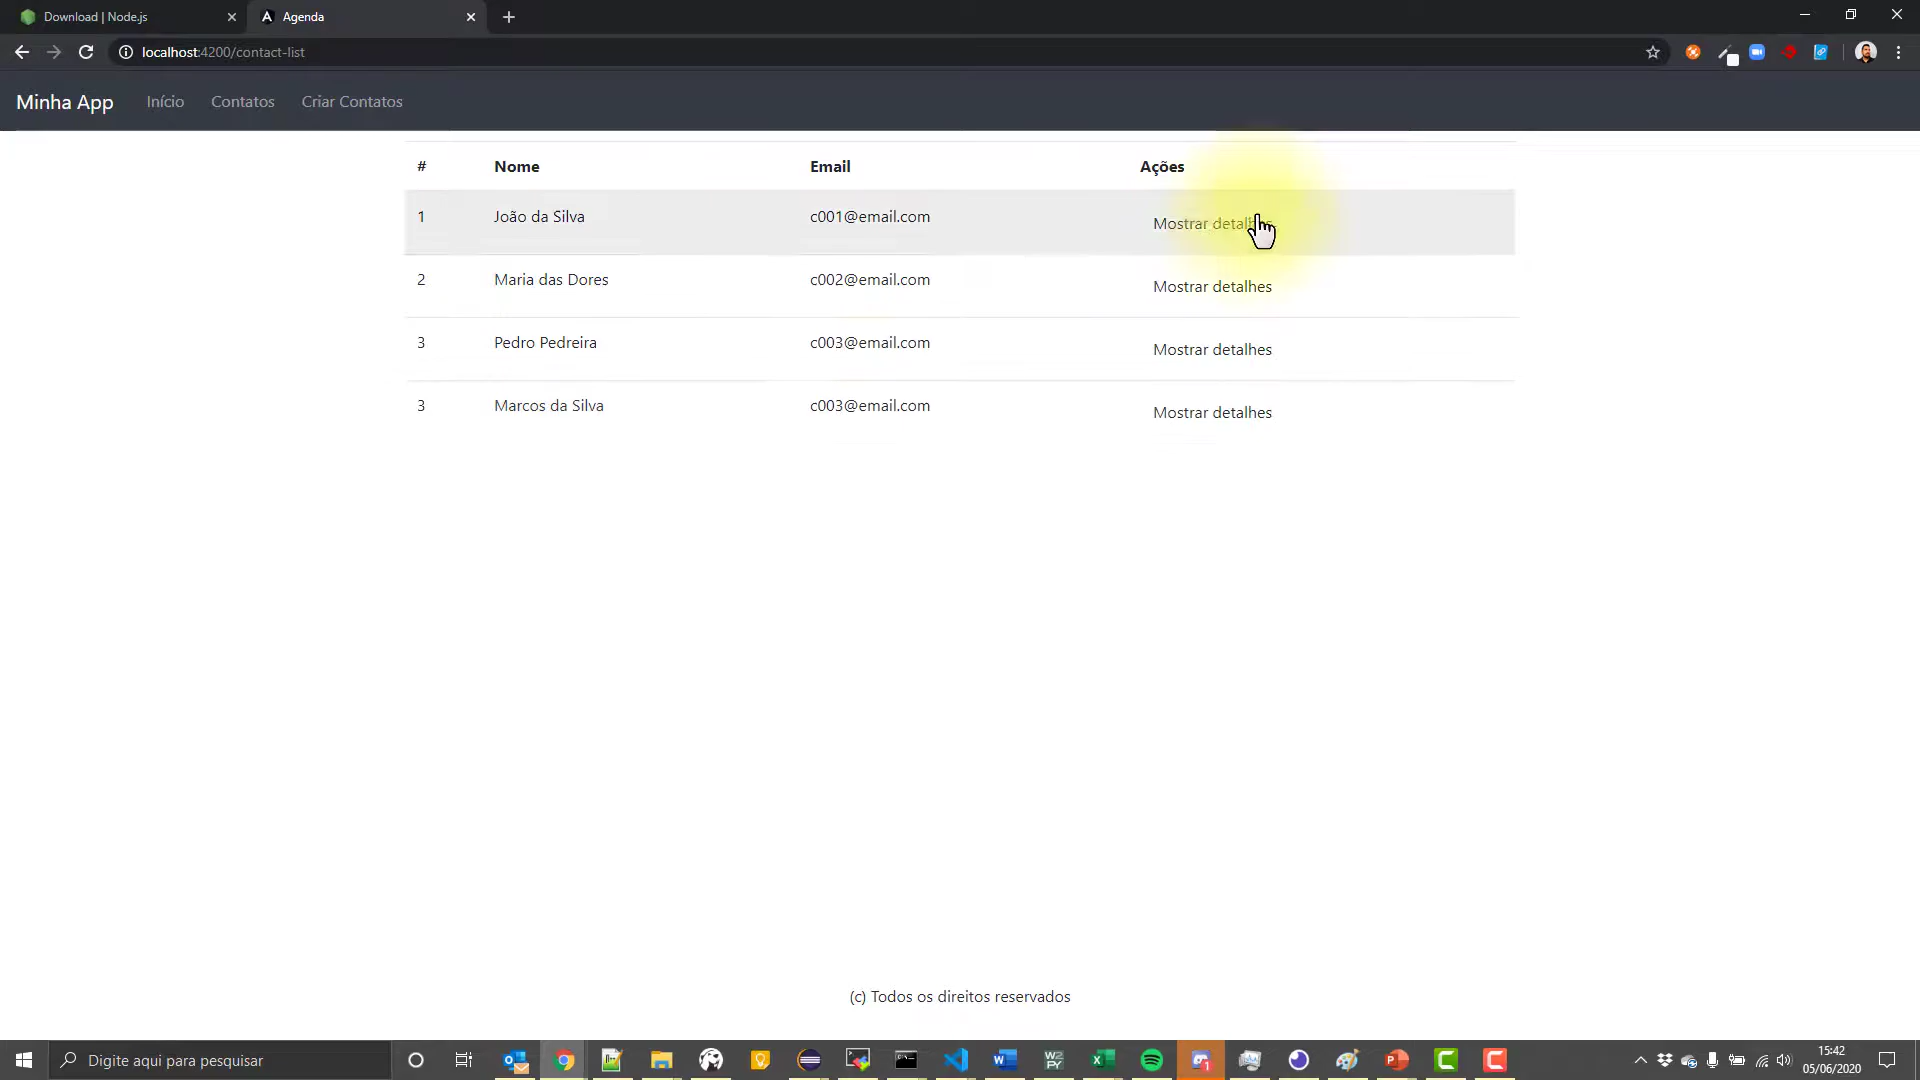 Download | Node.js
Agenda
localhost:4200/contact-list
Minha App Início Contatos Criar Contatos
# Nome Email Ações
1 João da Silva c001@email.com Mostrar detalhes
2 Maria das Dores c002@email.com Mostrar detalhes
3 Pedro Pedreira c003@email.com Mostrar detalhes
3 Marcos da Silva c003@email.com Mostrar detalhes
(c) Todos os direitos reservados
Digite aqui para pesquisar
15:42
05/06/2020